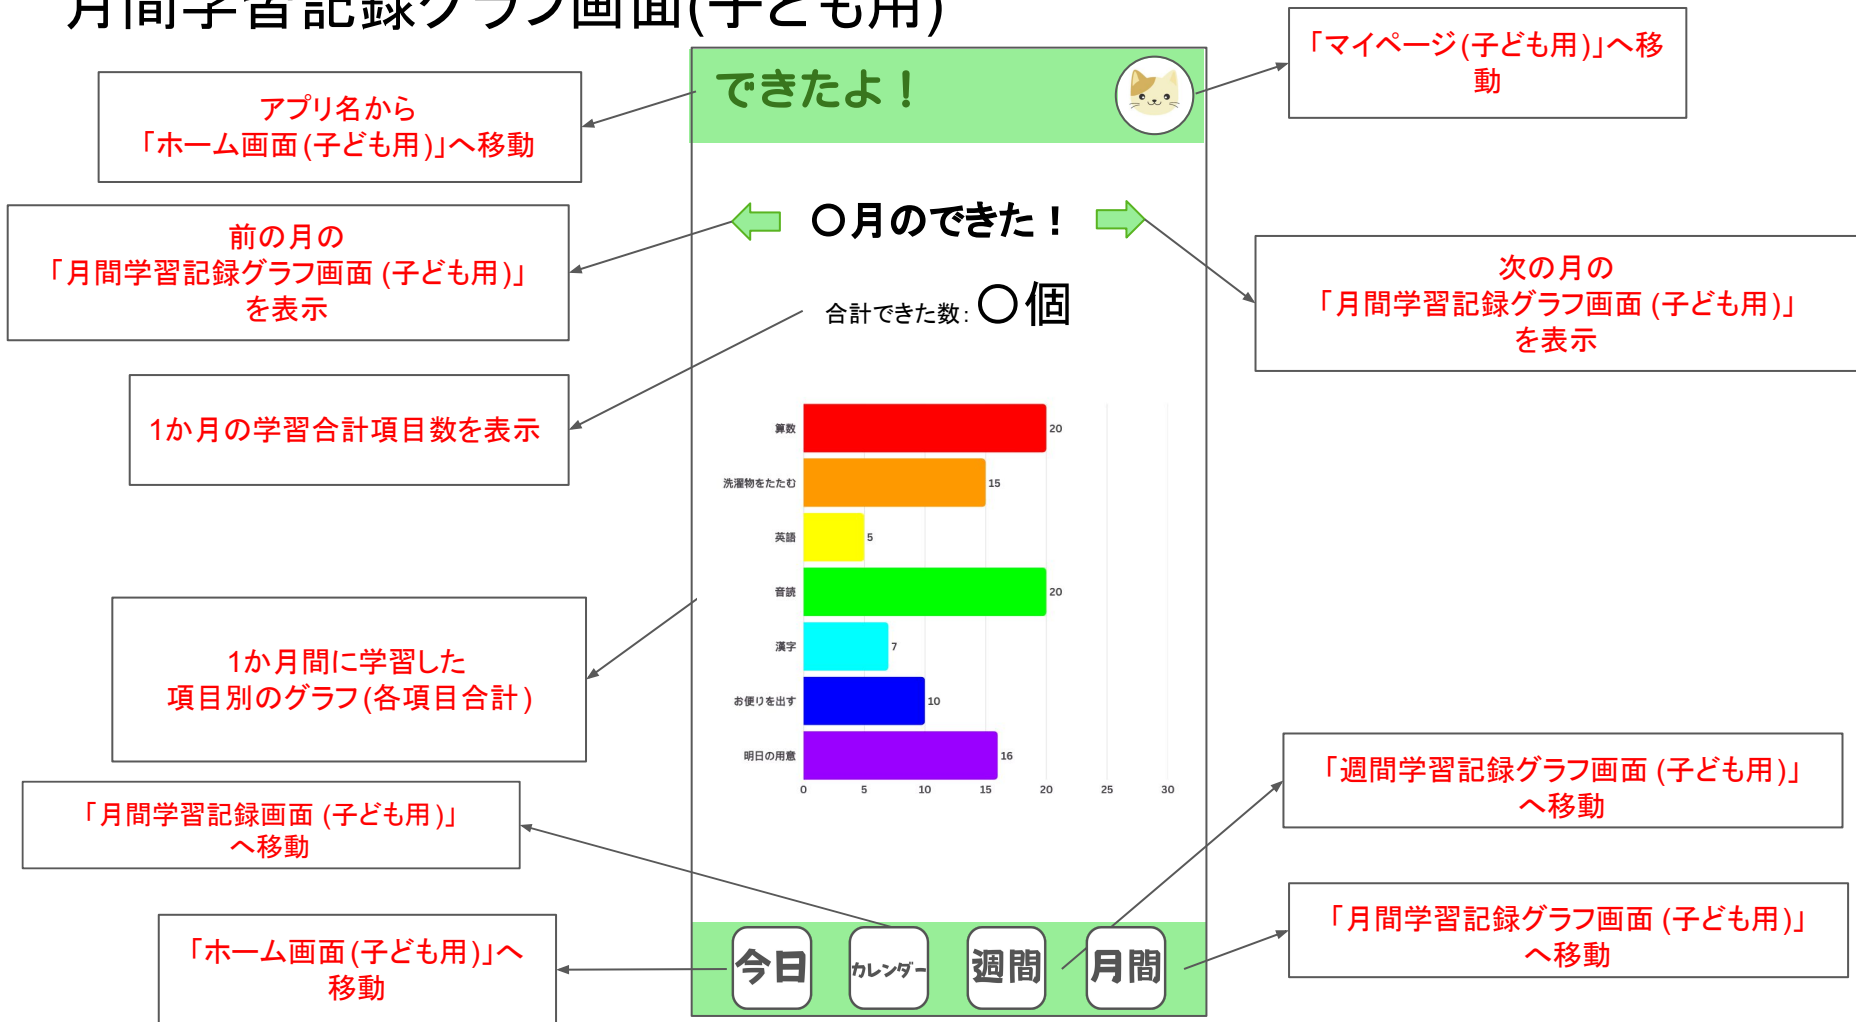 月間学習記録グラフ画面(子ども用)
「マイページ(子ども用)」へ移
動
できたよ！
アプリ名から
「ホーム画面(子ども用)」へ移動
前の月の
「月間学習記録グラフ画面(子ども用)」
を表示
〇月のできた！
次の月の
「月間学習記録グラフ画面(子ども用)」
を表示
合計できた数：〇個
1か月の学習合計項目数を表示
算数 20
洗濯物をたたむ 15
英語 5
音読 20
漢字 7
お便りを出す 10
明日の用意 16
0 5 10 15 20 25 30
1か月間に学習した
項目別のグラフ(各項目合計)
「月間学習記録画面(子ども用)」
へ移動
「週間学習記録グラフ画面(子ども用)」
へ移動
「月間学習記録グラフ画面(子ども用)」
へ移動
「ホーム画面(子ども用)」へ
移動
今日
カレンダー
週間
月間